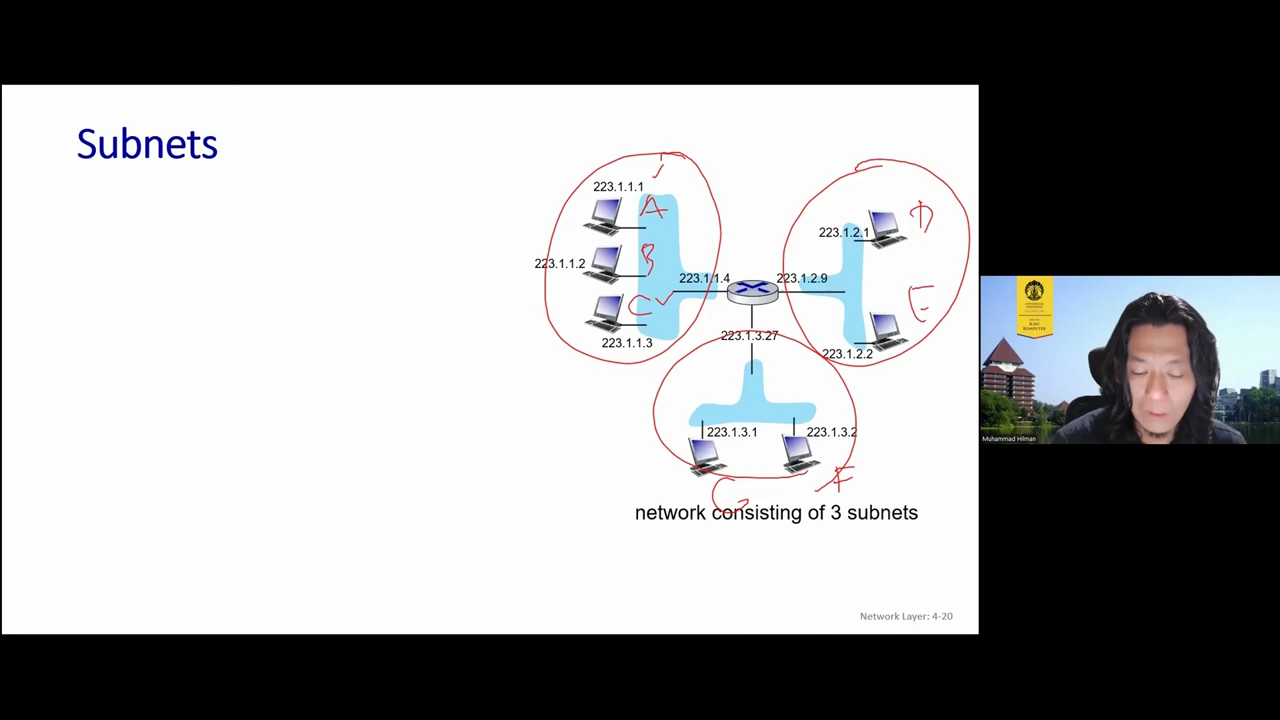 Subnets
223.1.1.1
A
223.1.1.2
B
C
223.1.1.3
223.1.1.4
223.1.2.9
223.1.2.1
D
E
223.1.2.2
223.1.3.27
223.1.3.1
223.1.3.2
G
F
network consisting of 3 subnets
Network Layer: 4-20
ILMU
KOMPUTER
Muhammad Hilman